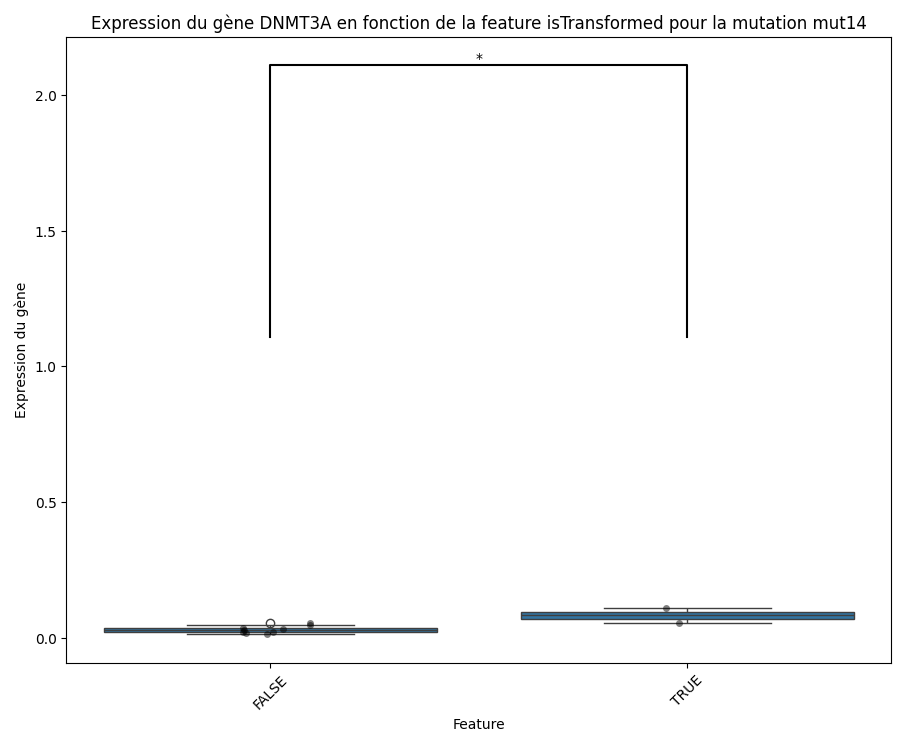 Expression du gène DNMT3A en fonction de la feature isTransformed pour la mutation mut14
*
2.0
1.5
1.0
0.5
0.0
Expression du gène
FALSE
TRUE
Feature